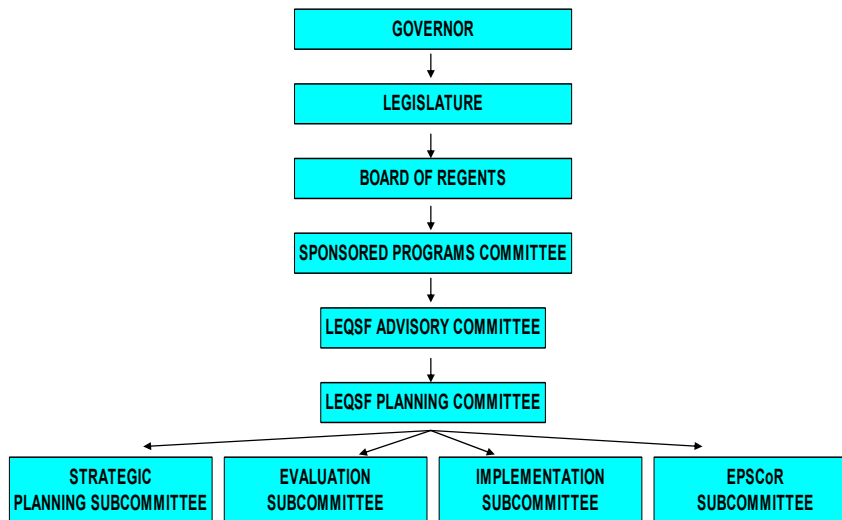 GOVERNOR
LEGISLATURE
BOARD OF REGENTS
SPONSORED PROGRAMS COMMITTEE
LEQSF ADVISORY COMMITTEE
LEQSF PLANNING COMMITTEE
STRATEGIC
PLANNING SUBCOMMITTEE
EVALUATION
SUBCOMMITTEE
IMPLEMENTATION
SUBCOMMITTEE
EPSCoR
SUBCOMMITTEE